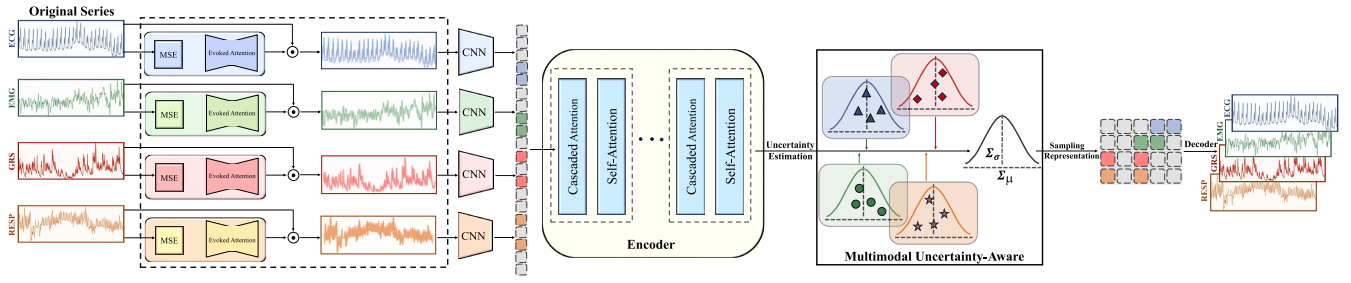 Original Series
ECG
MSE
Evoked Attention
CNN
EMG
MSE
Evoked Attention
CNN
GRS
MSE
Evoked Attention
CNN
RESP
MSE
Evoked Attention
CNN
Cascaded Attention
Self-Attention
...
Cascaded Attention
Self-Attention
Encoder
Uncertainty
Estimation
Σσ
Σμ
Multimodal Uncertainty-Aware
Sampling
Representation
Decoder
ECG
EMG
GRS
RESP